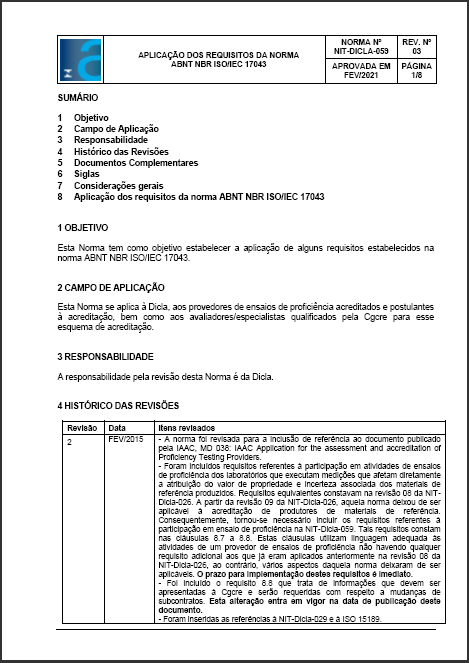 APLICAÇÃO DOS REQUISITOS DA NORMA
ABNT NBR ISO/IEC 17043
NORMA Nº
NIT-DICLA-059
REV. Nº
03
APROVADA EM
FEV/2021
PÁGINA
1/8
SUMÁRIO
1 Objetivo
2 Campo de Aplicação
3 Responsabilidade
4 Histórico das Revisões
5 Documentos Complementares
6 Siglas
7 Considerações gerais
8 Aplicação dos requisitos da norma ABNT NBR ISO/IEC 17043
1 OBJETIVO
Esta Norma tem como objetivo estabelecer a aplicação de alguns requisitos estabelecidos na
norma ABNT NBR ISO/IEC 17043.
2 CAMPO DE APLICAÇÃO
Esta Norma se aplica à Dicla, aos provedores de ensaios de proficiência acreditados e postulantes
à acreditação, bem como aos avaliadores/especialistas qualificados pela Cgcre para esse
esquema de acreditação.
3 RESPONSABILIDADE
A responsabilidade pela revisão desta Norma é da Dicla.
4 HISTÓRICO DAS REVISÕES
Revisão Data Itens revisados
2 FEV/2015 - A norma foi revisada para a inclusão de referência ao documento publicado
pela IAAC, MD 038: IAAC Application for the assessment and accreditation of
Proficiency Testing Providers.
- Foram incluídos requisitos referentes à participação em atividades de ensaios
de proficiência dos laboratórios que executam medições que afetam diretamente
a atribuição do valor de propriedade e incerteza associada dos materiais de
referência produzidos. Requisitos equivalentes constavam na revisão 08 da NIT-
Dicla-026. A partir da revisão 09 da NIT-Dicla-026, aquela norma deixou de ser
aplicável à acreditação de produtores de materiais de referência.
Consequentemente, tornou-se necessário incluir os requisitos referentes à
participação em ensaio de proficiência na NIT-Dicla-059. Tais requisitos constam
nas cláusulas 8.7 a 8.8. Estas cláusulas utilizam linguagem adequada às
atividades de um provedor de ensaios de proficiência não havendo qualquer
requisito adicional aos que já eram aplicados anteriormente na revisão 08 da
NIT-Dicla-026, ao contrário, vários aspectos daquela norma deixaram de ser
aplicáveis. O prazo para implementação destes requisitos é imediato.
- Foi incluído o requisito 8.8 que trata de informações que devem ser
apresentadas à Cgcre e serão requeridas com respeito a mudanças de
subcontratos. Esta alteração entra em vigor na data de publicação deste
documento.
- Foram inseridas as referências à NIT-Dicla-029 e à ISO 15189.